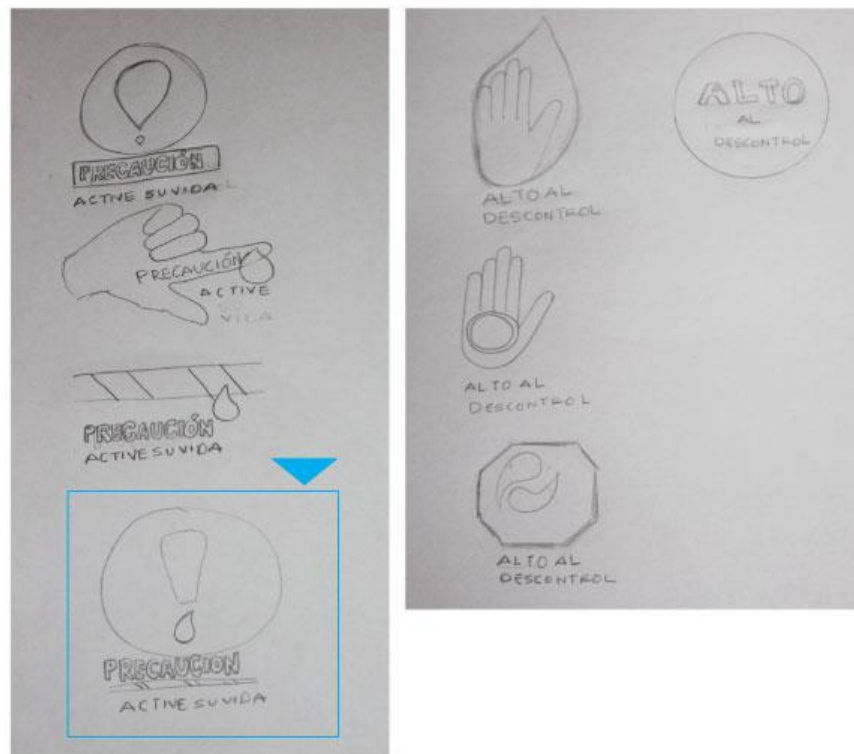 PRECAUCIÓN
ACTIVE SU VIDA
PRECAUCIÓN
ACTIVE
PRECAUCIÓN
ACTIVE SU VIDA
PRECAUCION
ACTIVE SU VIDA
ALTO AL
DESCONTROL
ALTO
AL
DESCONTROL
ALTO AL
DESCONTROL
ALTO AL
DESCONTROL